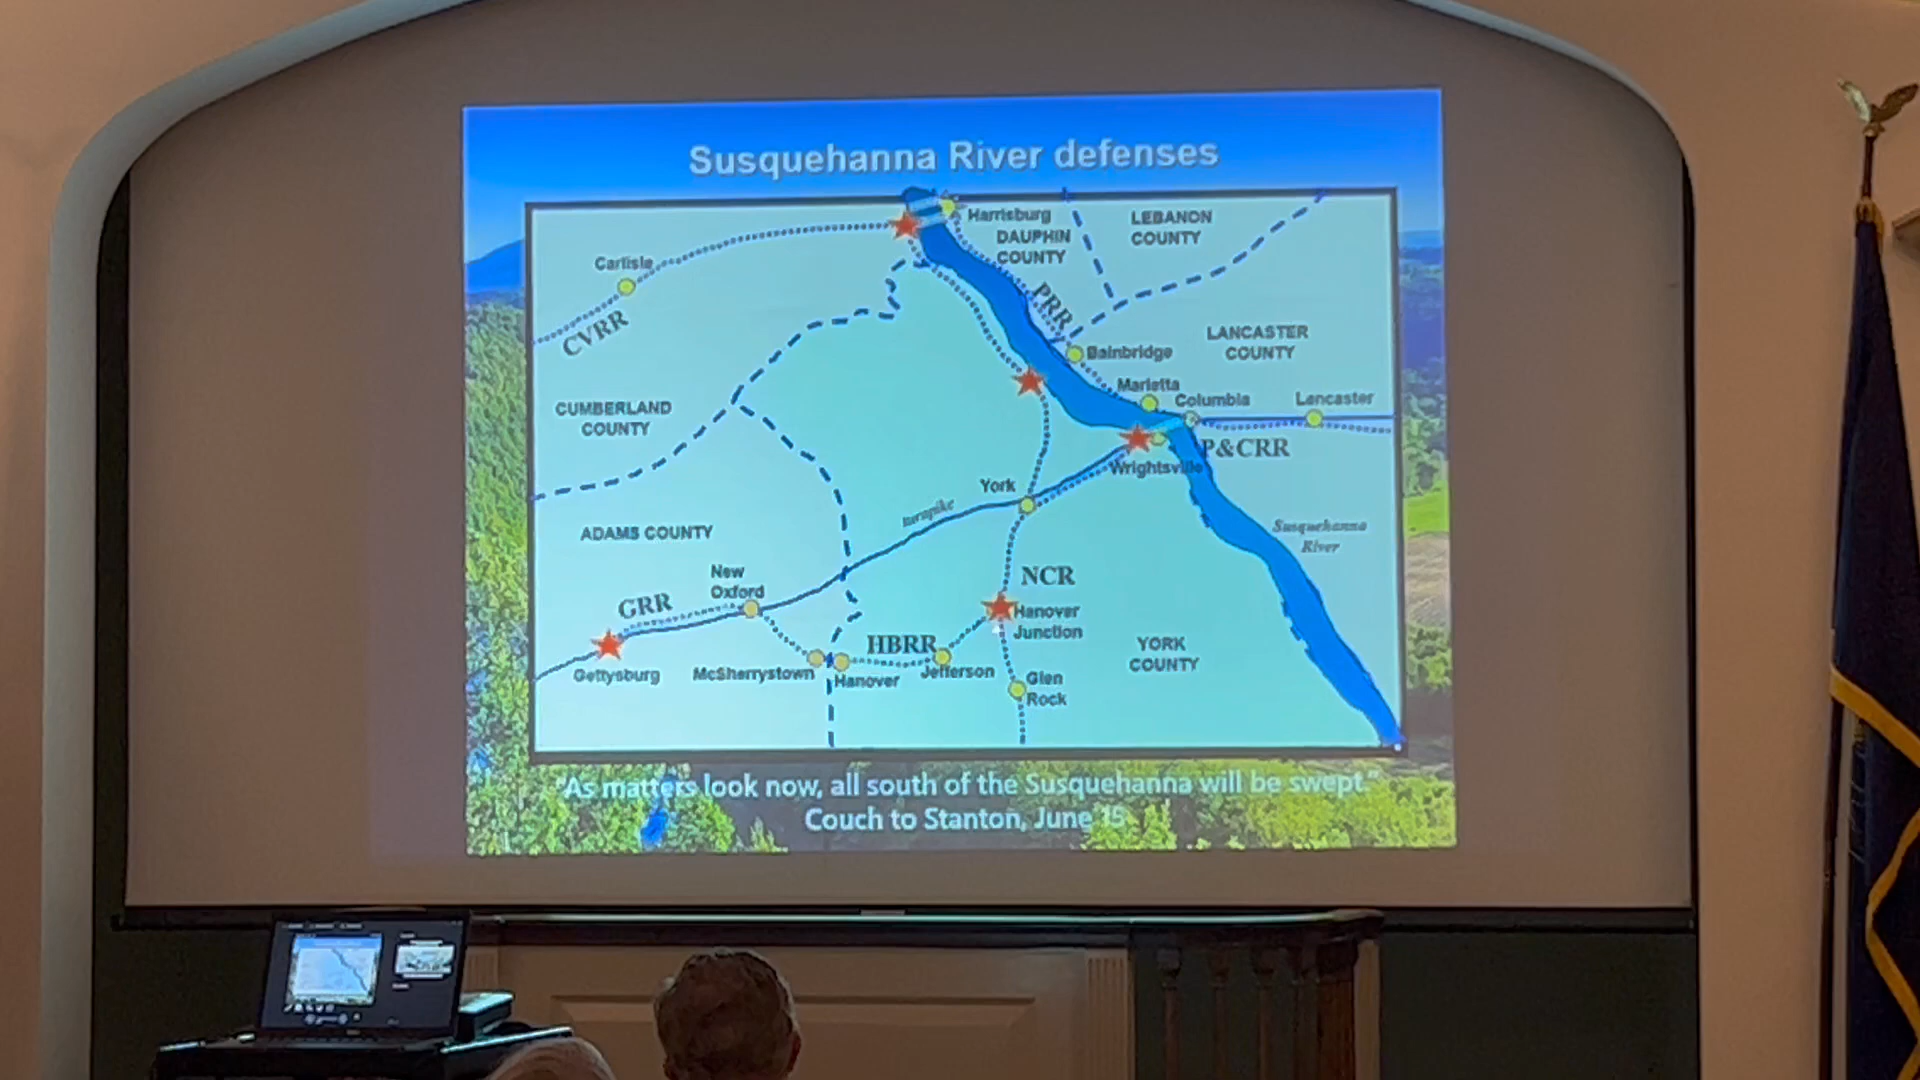 Susquehanna River defenses
Harrisburg
DAUPHIN
COUNTY
LEBANON
COUNTY
Carlisle
CVRR
PRR
LANCASTER
COUNTY
Bainbridge
Marietta
Columbia
Lancaster
CUMBERLAND
COUNTY
P&CRR
Wrightsville
York
turnpike
Susquehanna
River
ADAMS COUNTY
New
Oxford
NCR
GRR
Hanover
Junction
HBRR
YORK
COUNTY
Gettysburg
McSherrystown
Hanover
Jefferson
Glen
Rock
"As matters look now, all south of the Susquehanna will be swept."
Couch to Stanton, June 15